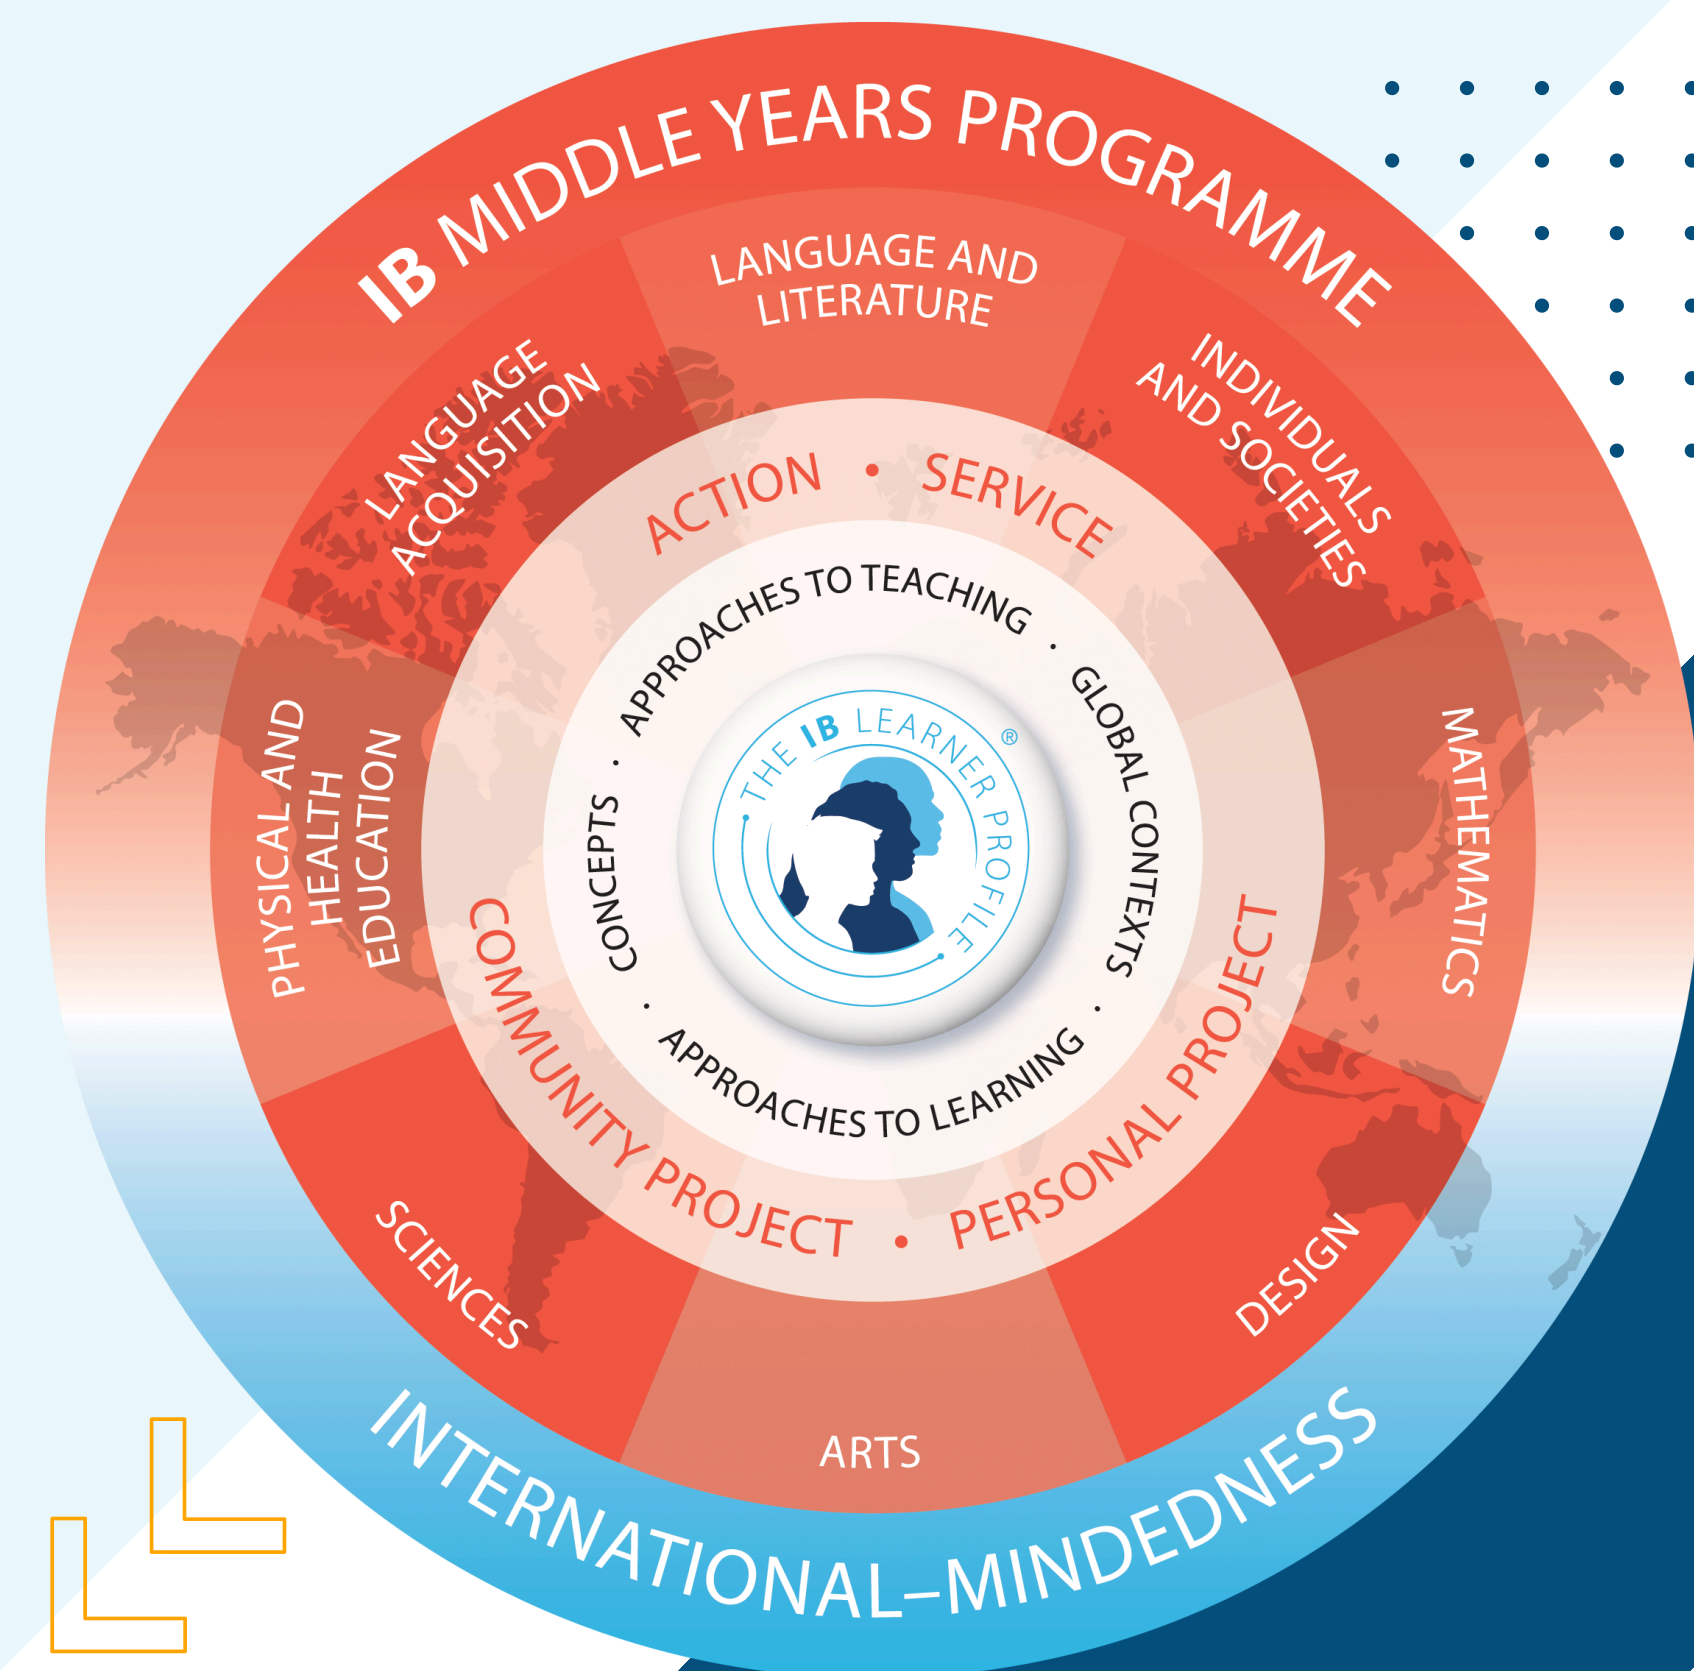 IB MIDDLE YEARS PROGRAMME
LANGUAGE AND
LITERATURE
INDIVIDUALS
AND SOCIETIES
MATHEMATICS
DESIGN
ARTS
SCIENCES
PHYSICAL AND
HEALTH
EDUCATION
LANGUAGE
ACQUISITION
ACTION • SERVICE
PERSONAL PROJECT
•
COMMUNITY PROJECT
APPROACHES TO TEACHING ·
GLOBAL CONTEXTS ·
APPROACHES TO LEARNING ·
CONCEPTS ·
THE IB LEARNER PROFILE ®
INTERNATIONAL–MINDEDNESS